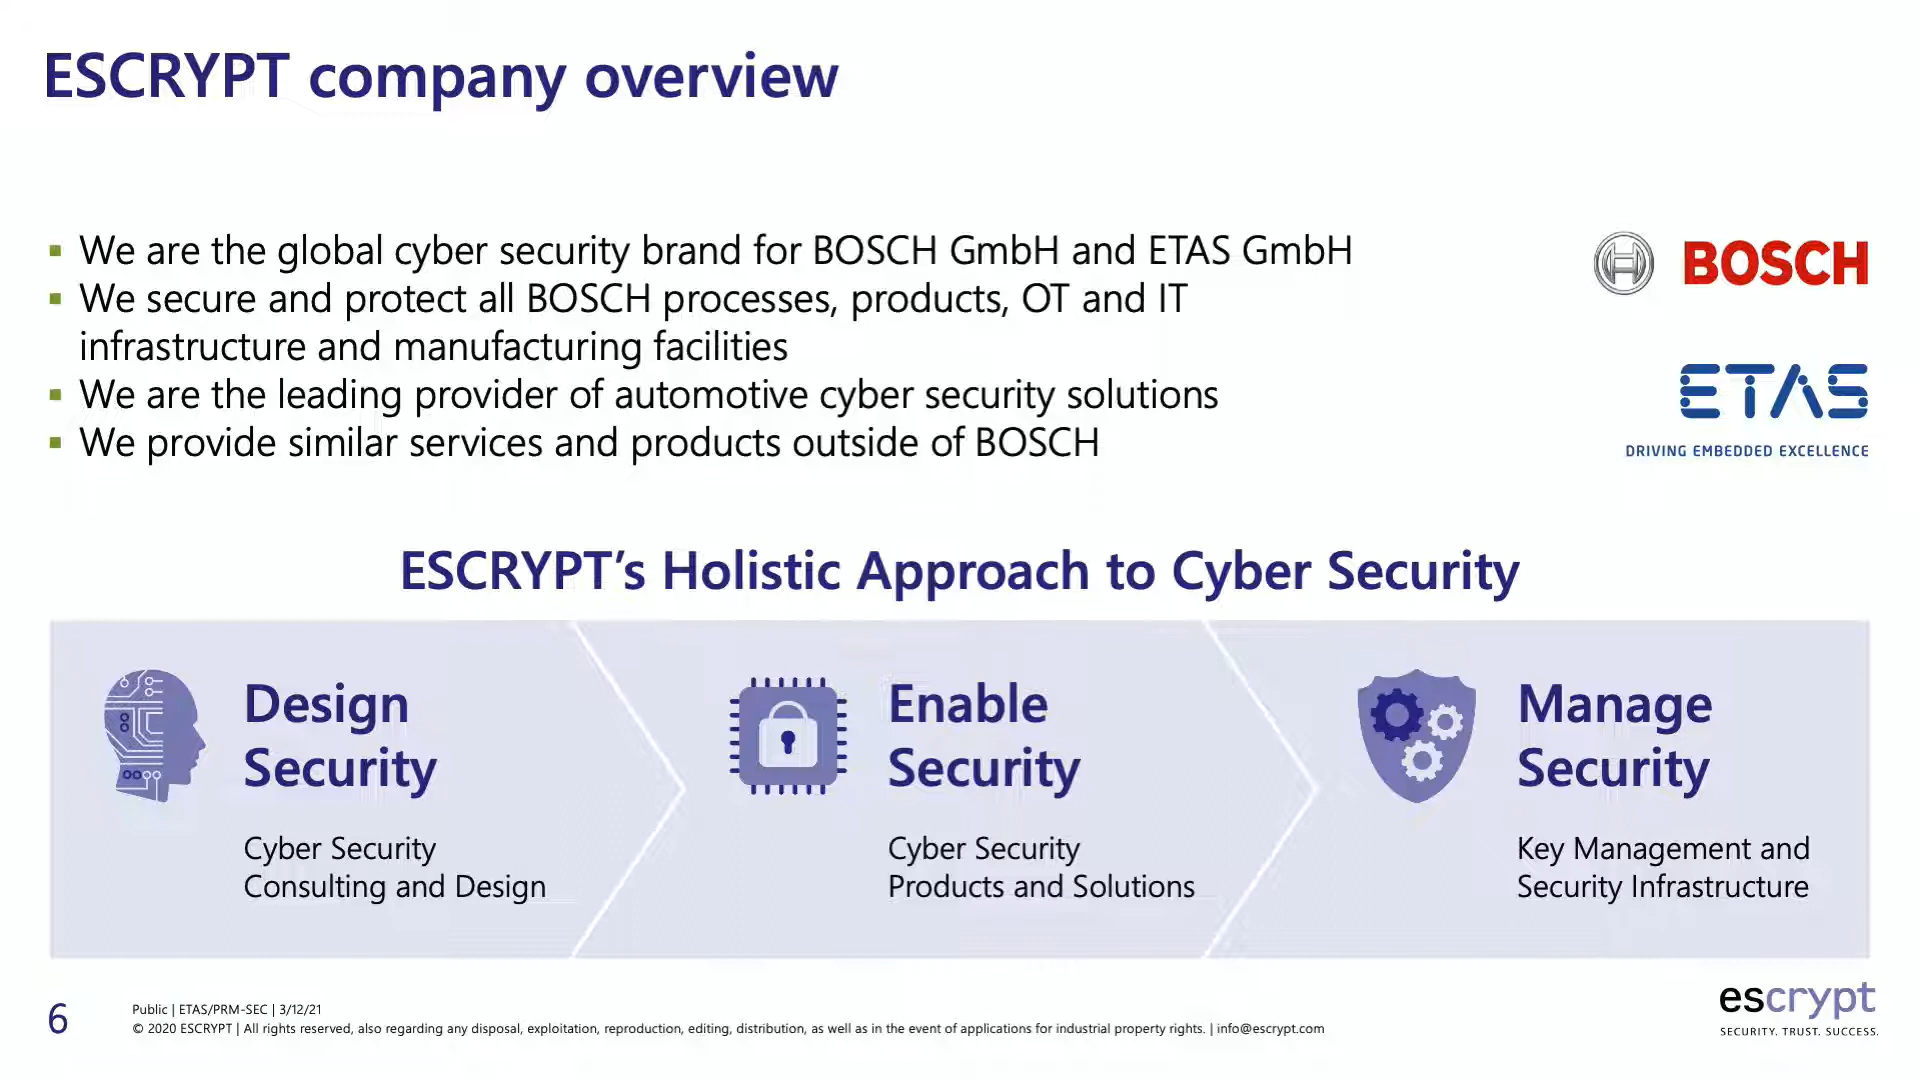 ESCRYPT company overview
▪ We are the global cyber security brand for BOSCH GmbH and ETAS GmbH
▪ We secure and protect all BOSCH processes, products, OT and IT
infrastructure and manufacturing facilities
▪ We are the leading provider of automotive cyber security solutions
▪ We provide similar services and products outside of BOSCH
BOSCH
ETAS
DRIVING EMBEDDED EXCELLENCE
ESCRYPT’s Holistic Approach to Cyber Security
Design
Security
Cyber Security
Consulting and Design
Enable
Security
Cyber Security
Products and Solutions
Manage
Security
Key Management and
Security Infrastructure
6
Public | ETAS/PRM-SEC | 3/12/21
© 2020 ESCRYPT | All rights reserved, also regarding any disposal, exploitation, reproduction, editing, distribution, as well as in the event of applications for industrial property rights. | info@escrypt.com
escrypt
SECURITY. TRUST. SUCCESS.